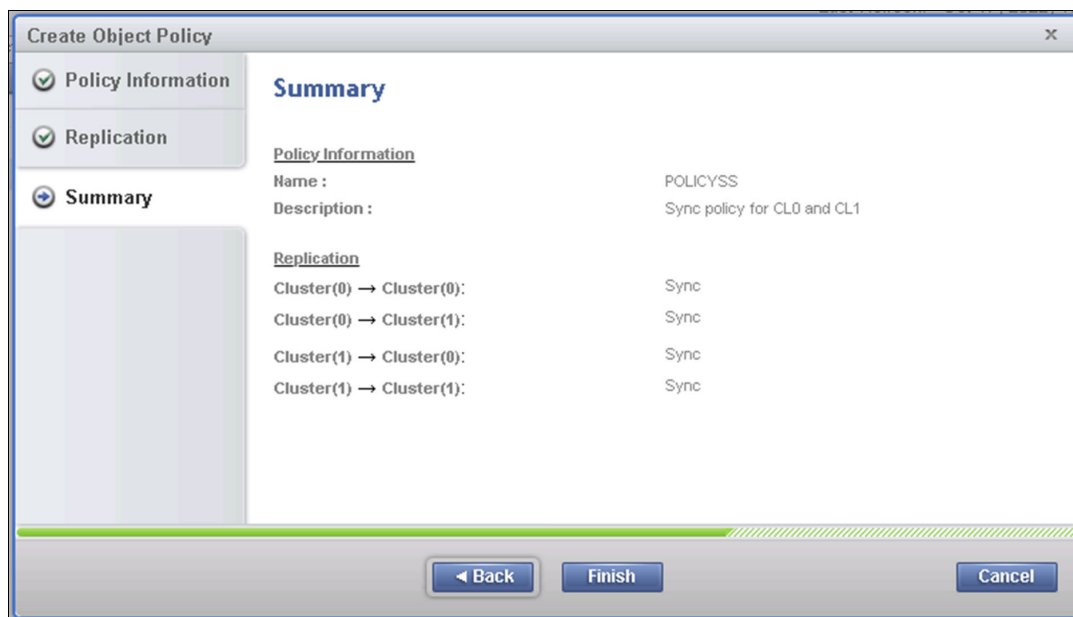 Create Object Policy x
Policy Information
Replication
Summary
Summary
Policy Information
Name : POLICYSS
Description : Sync policy for CL0 and CL1
Replication
Cluster(0) → Cluster(0): Sync
Cluster(0) → Cluster(1): Sync
Cluster(1) → Cluster(0): Sync
Cluster(1) → Cluster(1): Sync
◄ Back Finish Cancel